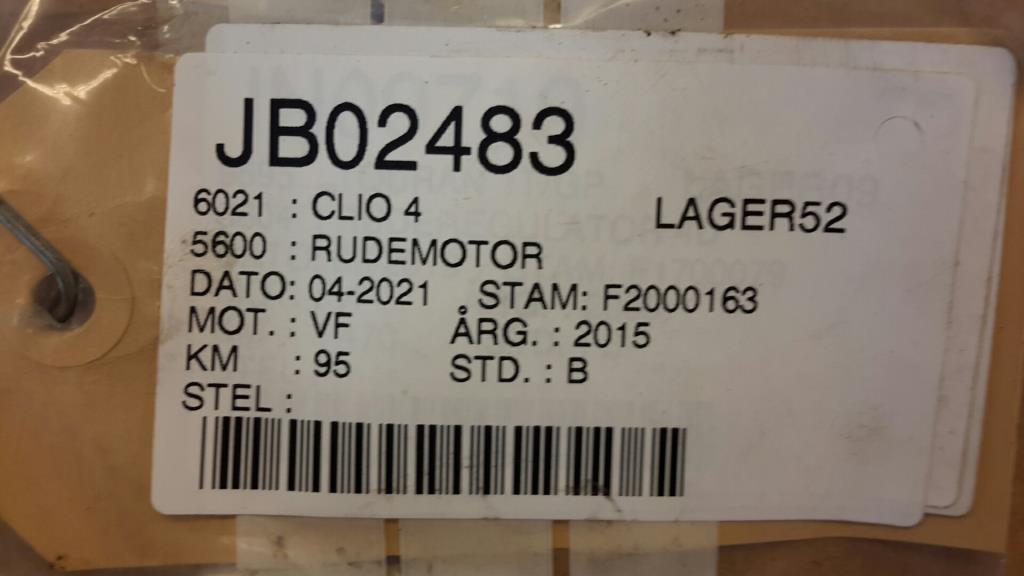 JB02483
6021 : CLIO 4 LAGER52
5600 : RUDEMOTOR
DATO: 04-2021 STAM: F2000163
MOT. : VF ÅRG. : 2015
KM : 95 STD. : B
STEL :